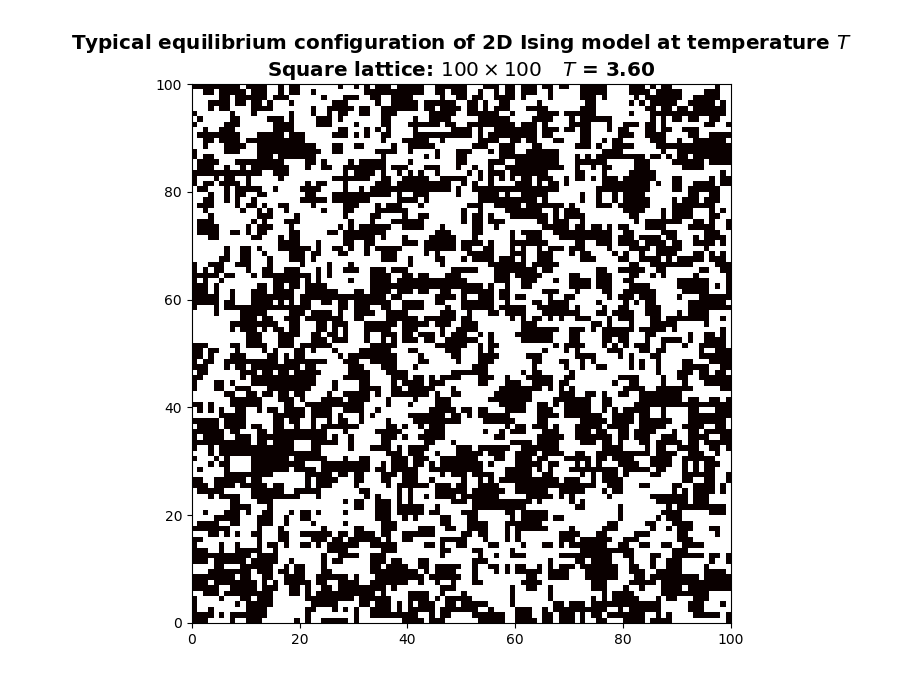 Typical equilibrium configuration of 2D Ising model at temperature T
Square lattice: 100 × 100 T = 3.60
100
80
60
40
20
0
0 20 40 60 80 100